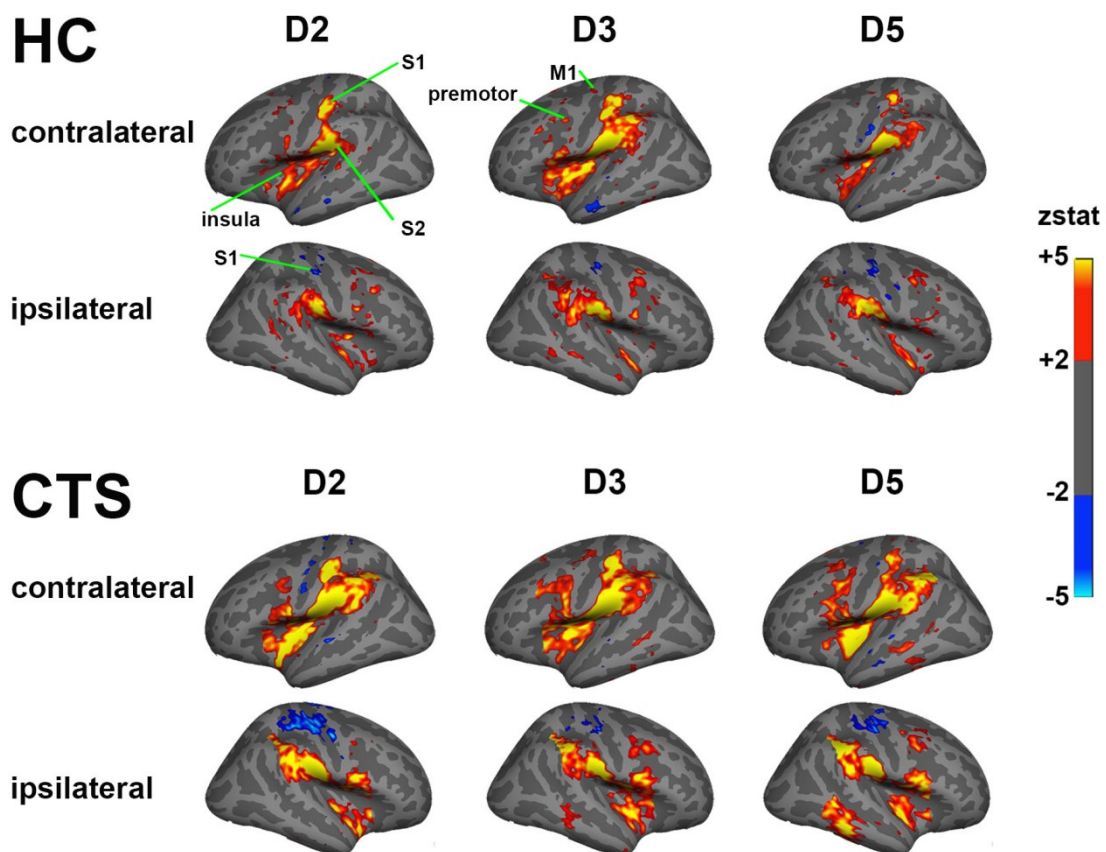 HC
D2
D3
D5
S1
M1
premotor
contralateral
insula
S2
zstat
S1
+5
ipsilateral
+2
CTS
D2
D3
D5
-2
contralateral
-5
ipsilateral